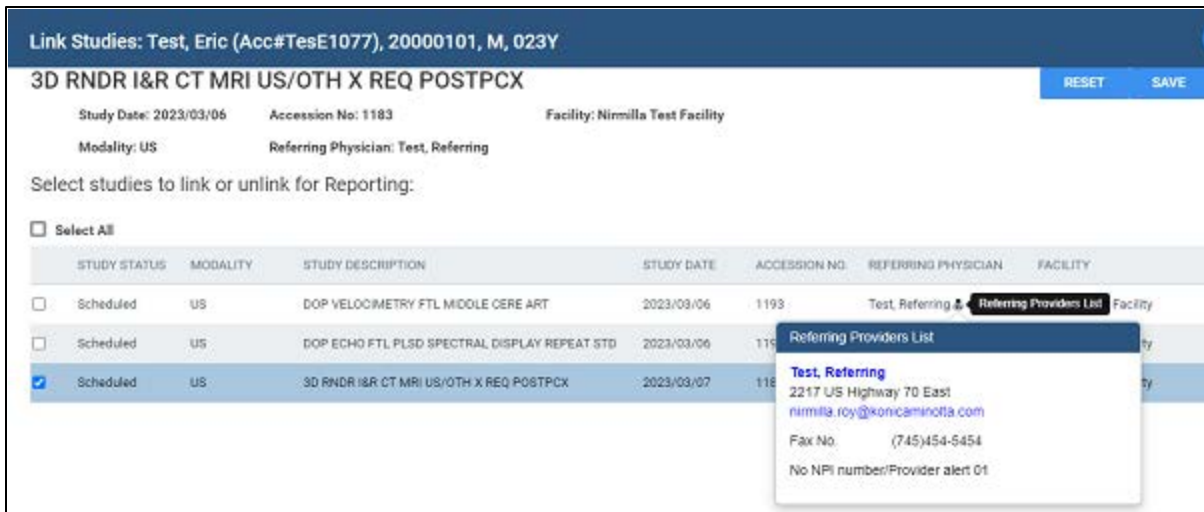 Link Studies: Test, Eric (Acc#TesE1077), 20000101, M, 023Y
3D RNDR I&R CT MRI US/OTH X REQ POSTPCX
RESET SAVE
Study Date: 2023/03/06 Accession No: 1183 Facility: Nirmilla Test Facility
Modality: US Referring Physician: Test, Referring
Select studies to link or unlink for Reporting:
Select All
STUDY STATUS MODALITY STUDY DESCRIPTION STUDY DATE ACCESSION NO. REFERRING PHYSICIAN FACILITY
Scheduled US DOP VELOCIMETRY FTL MIDDLE CERE ART 2023/03/06 1193 Test, Referring Referring Providers List Facility
Scheduled US DOP ECHO FTL PLSD SPECTRAL DISPLAY REPEAT STD 2023/03/06
Scheduled US 3D RNDR I&R CT MRI US/OTH X REQ POSTPCX 2023/03/07
Referring Providers List
Test, Referring
2217 US Highway 70 East
nirmilla.roy@konicaminolta.com
Fax No. (745)454-5454
No NPI number/Provider alert 01